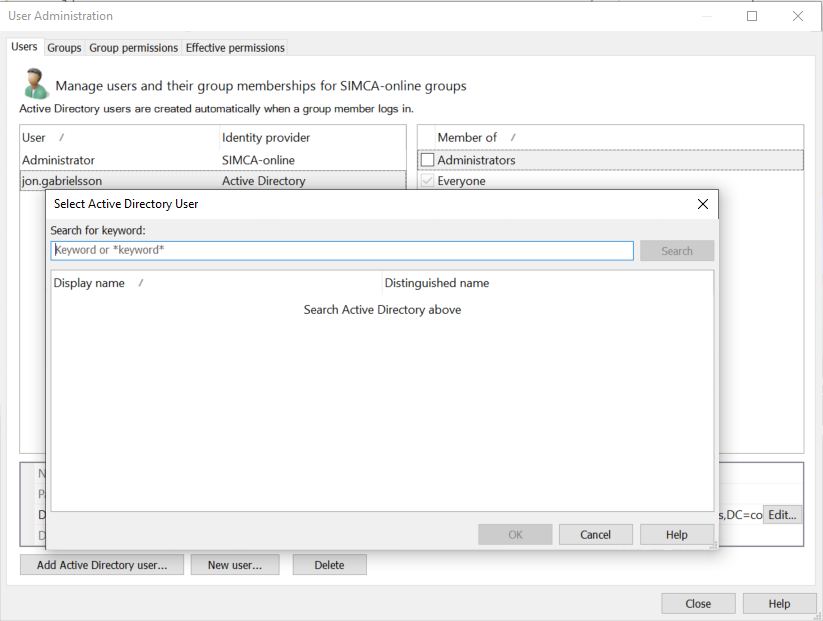 User Administration
Users Groups Group permissions Effective permissions
Manage users and their group memberships for SIMCA-online groups
Active Directory users are created automatically when a group member logs in.
User / Identity provider
Member of /
Administrator SIMCA-online
Administrators
jon.gabrielsson Active Directory
Everyone
Select Active Directory User
Search for keyword:
Keyword or *keyword*
Search
Display name / Distinguished name
Search Active Directory above
s,DC=co Edit...
OK Cancel Help
Add Active Directory user... New user... Delete
Close Help